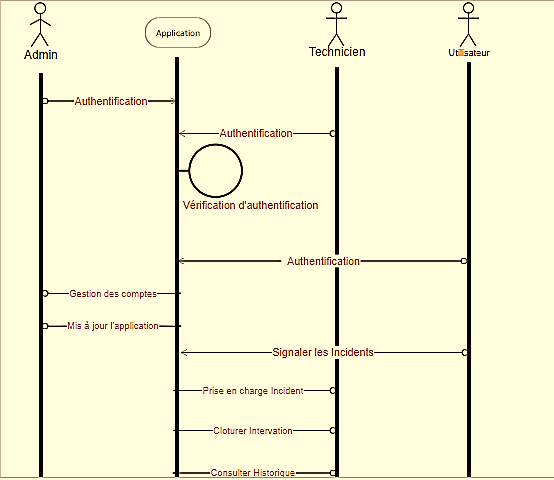 Admin
Application
Technicien
Utilisateur
Authentification
Authentification
Vérification d'authentification
Authentification
Gestion des comptes
Mis à jour l'application
Signaler les Incidents
Prise en charge Incident
Cloturer Intervation
Consulter Historique